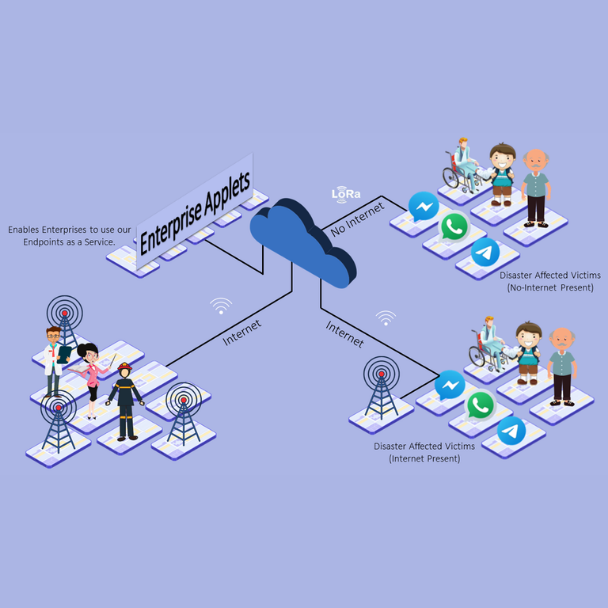 Enterprise Applets
Enables Enterprises to use our
Endpoints as a Service.
LoRa
No Internet
Disaster Affected Victims
(No-Internet Present)
Internet
Internet
Disaster Affected Victims
(Internet Present)